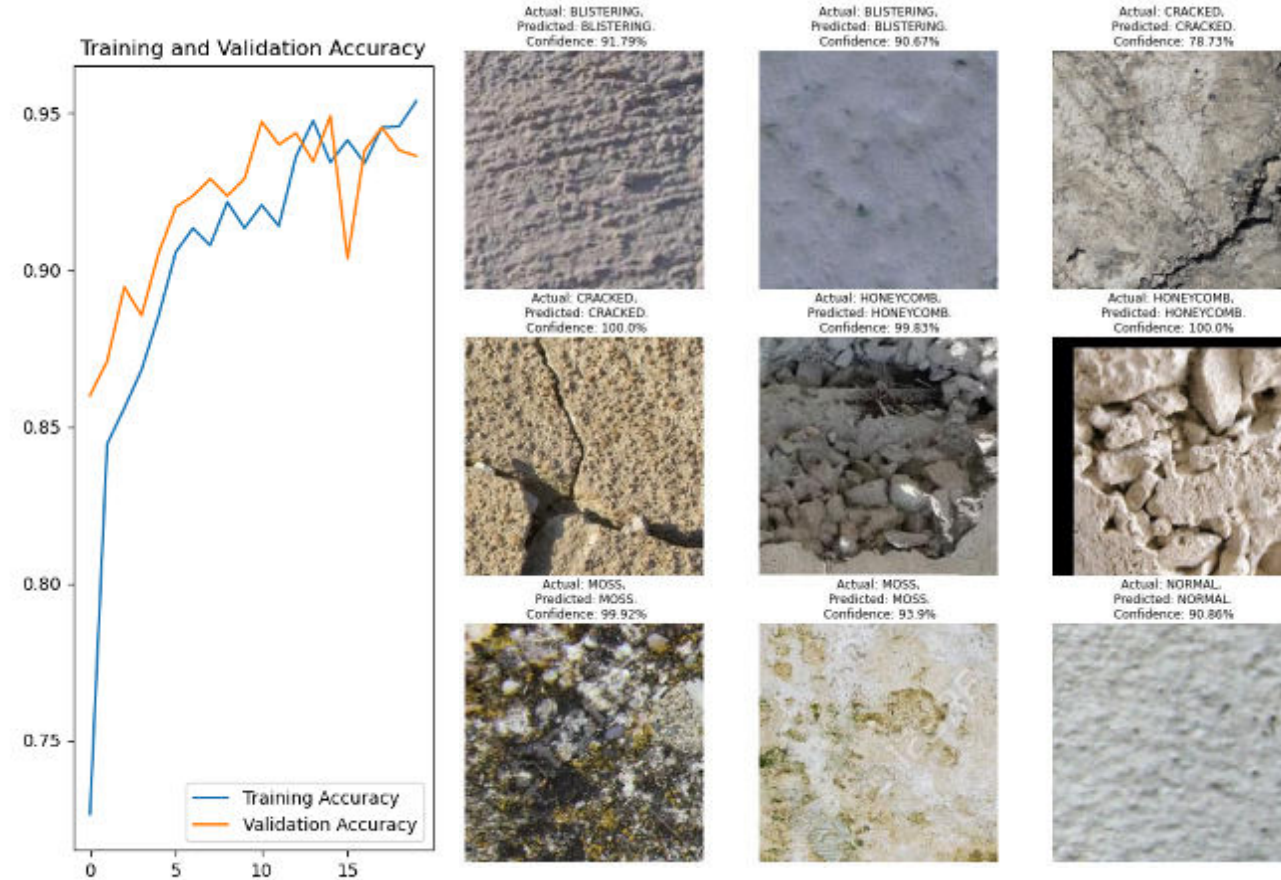 Training and Validation Accuracy
0.95
0.90
0.85
0.80
0.75
0
5
10
15
Training Accuracy
Validation Accuracy
Actual: BLISTERING,
Predicted: BLISTERING.
Confidence: 91.79%
Actual: BLISTERING,
Predicted: BLISTERING.
Confidence: 90.67%
Actual: CRACKED,
Predicted: CRACKED.
Confidence: 78.73%
Actual: CRACKED,
Predicted: CRACKED.
Confidence: 100.0%
Actual: HONEYCOMB,
Predicted: HONEYCOMB.
Confidence: 99.83%
Actual: HONEYCOMB,
Predicted: HONEYCOMB.
Confidence: 100.0%
Actual: MOSS,
Predicted: MOSS.
Confidence: 99.92%
Actual: MOSS,
Predicted: MOSS.
Confidence: 93.9%
Actual: NORMAL,
Predicted: NORMAL.
Confidence: 90.86%